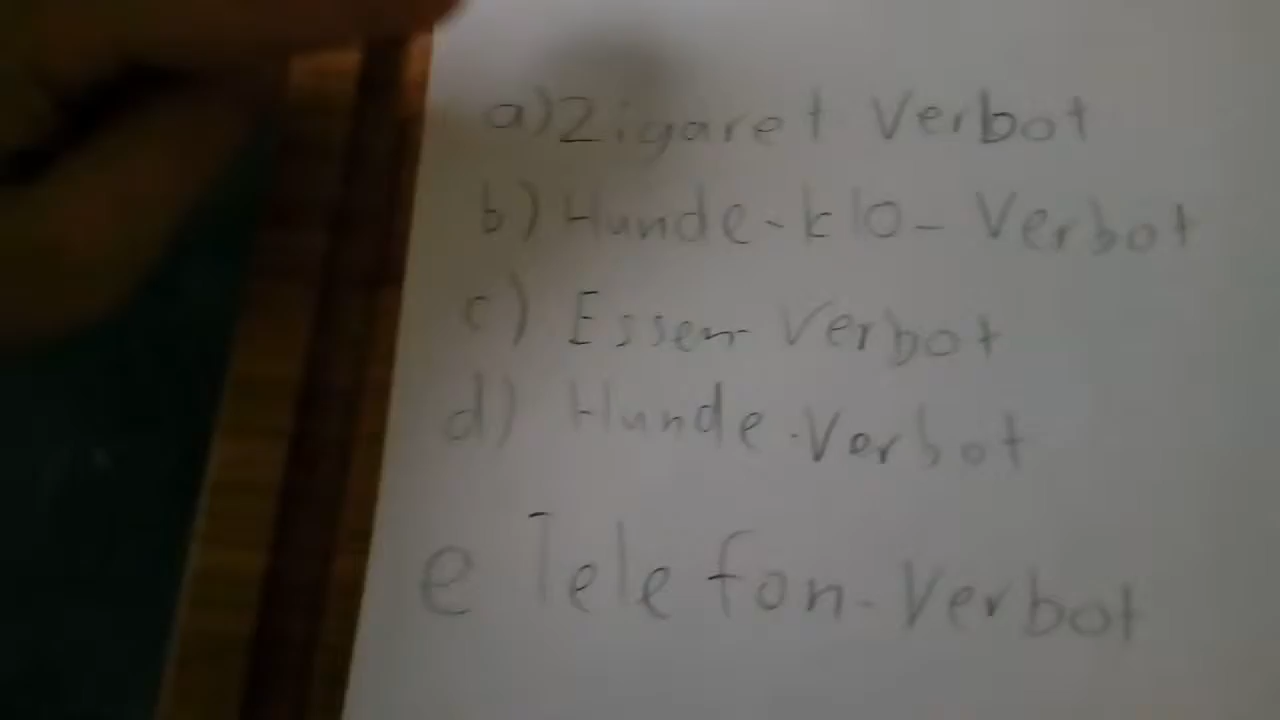 a) Zigaret Verbot
b) Hunde-klo-Verbot
c) Essen Verbot
d) Hunde-Verbot
e Telefon-Verbot